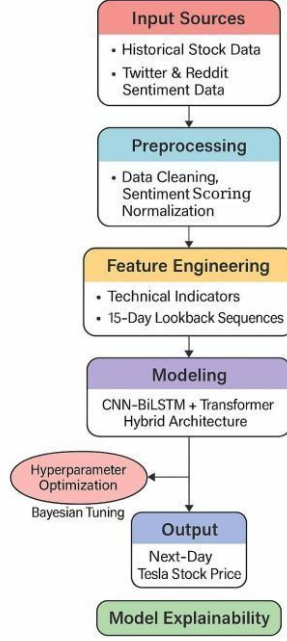 Input Sources
• Historical Stock Data
• Twitter & Reddit
Sentiment Data
Preprocessing
• Data Cleaning,
Sentiment Scoring
Normalization
Feature Engineering
• Technical Indicators
• 15-Day Lookback Sequences
Modeling
CNN-BiLSTM + Transformer
Hybrid Architecture
Hyperparameter
Optimization
Bayesian Tuning
Output
Next-Day
Tesla Stock Price
Model Explainability